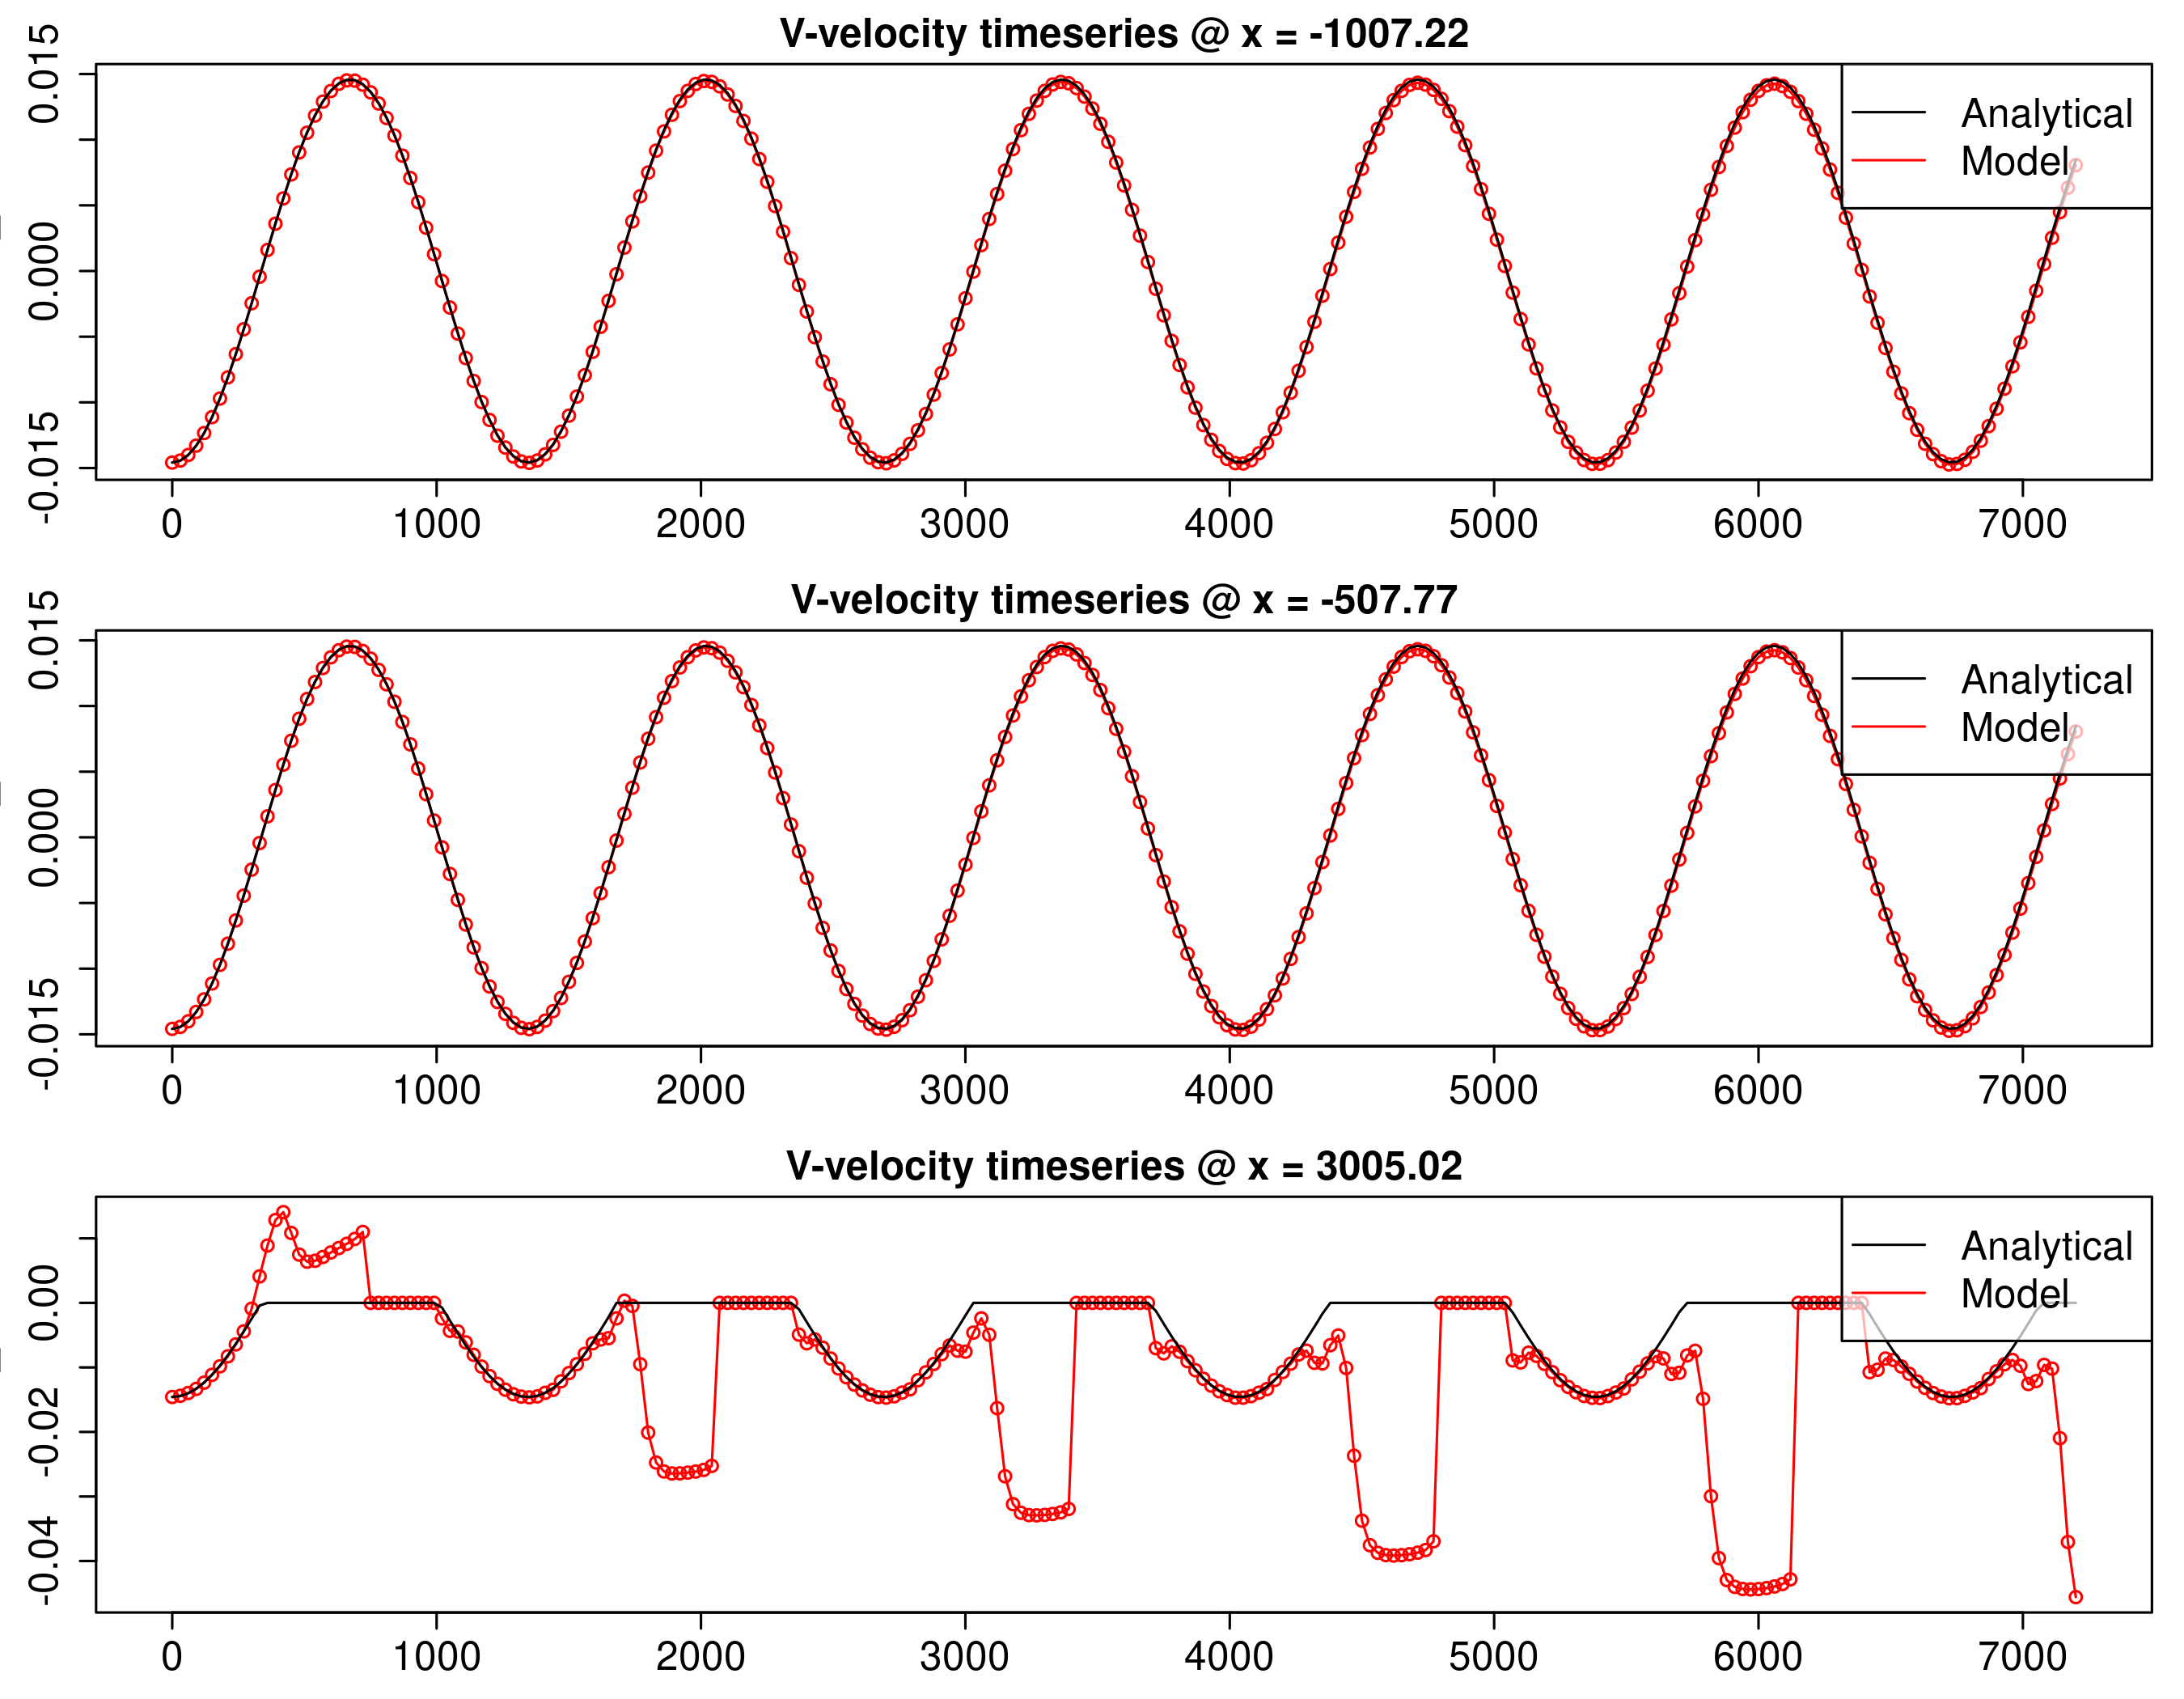 V-velocity timeseries @ x = -1007.22
0.015
0.000
-0.015
Analytical
Model
0 1000 2000 3000 4000 5000 6000 7000
V-velocity timeseries @ x = -507.77
0.015
0.000
-0.015
Analytical
Model
0 1000 2000 3000 4000 5000 6000 7000
V-velocity timeseries @ x = 3005.02
0.00
-0.02
-0.04
Analytical
Model
0 1000 2000 3000 4000 5000 6000 7000